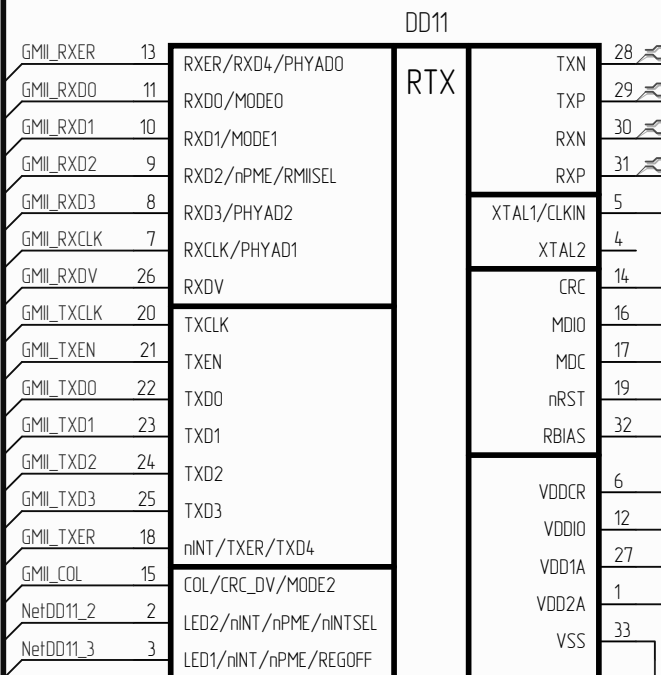 DD11
RTX
GMII_RXER 13 RXER/RXD4/PHYAD0 TXN 28
GMII_RXD0 11 RXD0/MODE0 TXP 29
GMII_RXD1 10 RXD1/MODE1 RXN 30
GMII_RXD2 9 RXD2/nPME/RMIISEL RXP 31
GMII_RXD3 8 RXD3/PHYAD2 XTAL1/CLKIN 5
GMII_RXCLK 7 RXCLK/PHYAD1 XTAL2 4
GMII_RXDV 26 RXDV CRC 14
GMII_TXCLK 20 TXCLK MDIO 16
GMII_TXEN 21 TXEN MDC 17
GMII_TXD0 22 TXD0 nRST 19
GMII_TXD1 23 TXD1 RBIAS 32
GMII_TXD2 24 TXD2 VDDCR 6
GMII_TXD3 25 TXD3 VDDIO 12
GMII_TXER 18 nINT/TXER/TXD4 VDD1A 27
GMII_COL 15 COL/CRC_DV/MODE2 VDD2A 1
NetDD11_2 2 LED2/nINT/nPME/nINTSEL VSS 33
NetDD11_3 3 LED1/nINT/nPME/REGOFF